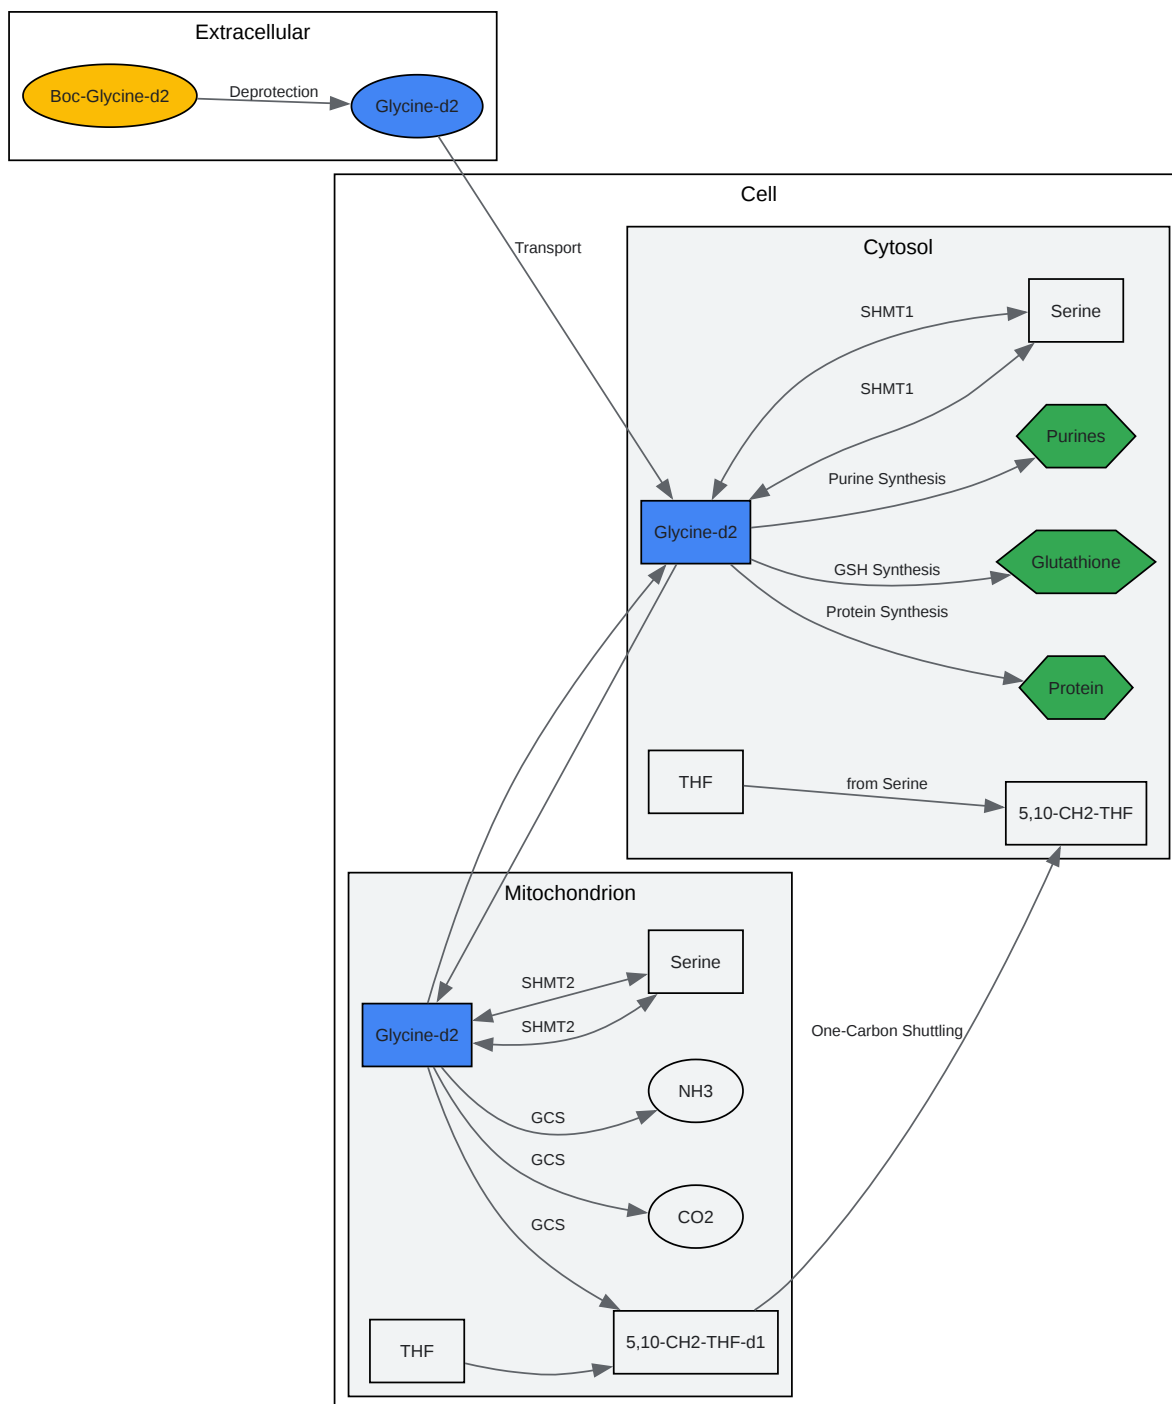 Extracellular
Boc-Glycine-d2
Deprotection
Glycine-d2
Transport
Cell
Cytosol
SHMT1
Serine
SHMT1
Purines
Purine Synthesis
Glycine-d2
GSH Synthesis
Glutathione
Protein Synthesis
Protein
THF
from Serine
5,10-CH2-THF
Mitochondrion
Serine
SHMT2
SHMT2
Glycine-d2
One-Carbon Shuttling
NH3
GCS
GCS
CO2
GCS
THF
5,10-CH2-THF-d1